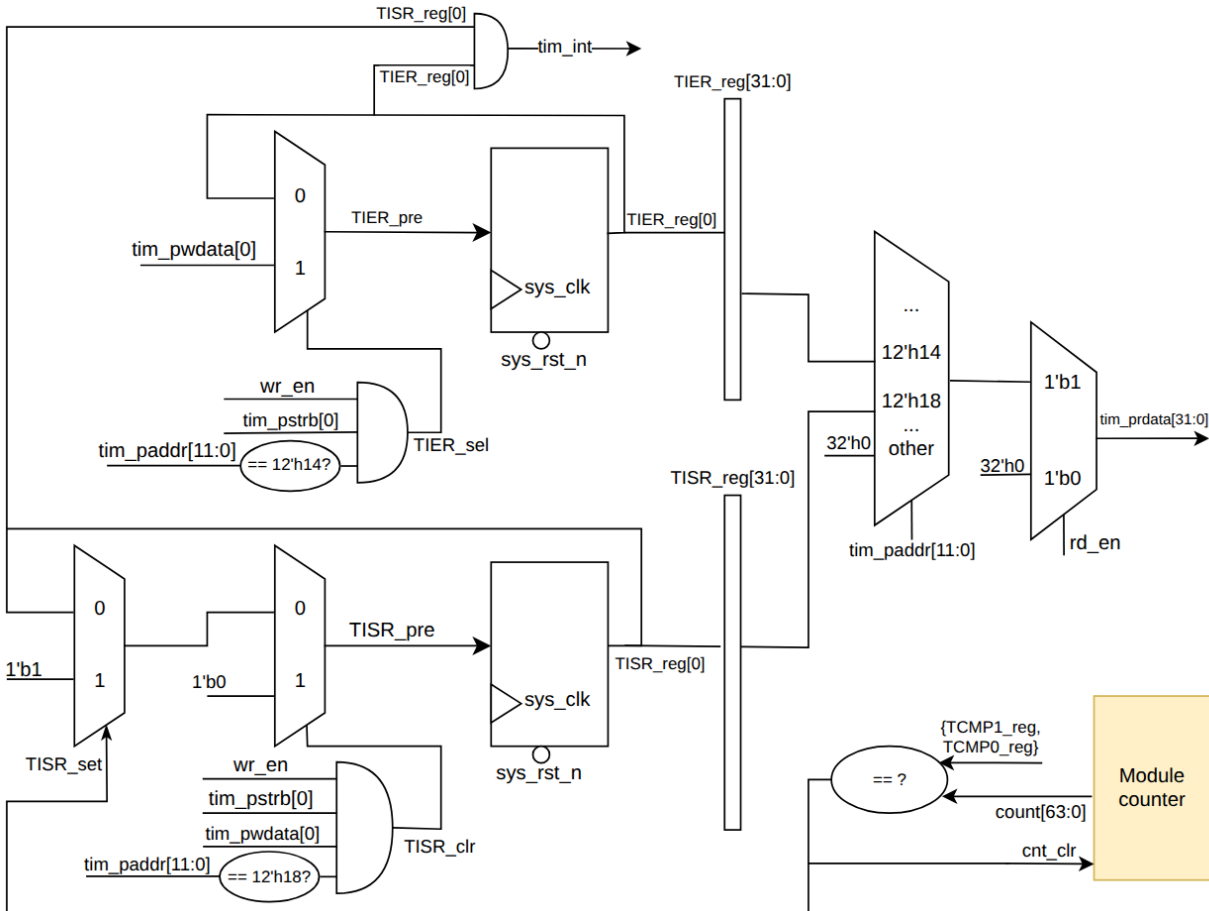 TISR_reg[0]
tim_int
TIER_reg[0]
TIER_reg[31:0]
0
TIER_pre
TIER_reg[0]
tim_pwdata[0]
1
sys_clk
...
sys_rst_n
12'h14
1'b1
wr_en
12'h18
tim_pstrb[0]
...
tim_prdata[31:0]
TIER_sel
32'h0
other
tim_paddr[11:0]
== 12'h14?
32'h0
1'b0
TISR_reg[31:0]
tim_paddr[11:0]
rd_en
0
0
TISR_pre
1'b1
1
1'b0
1
TISR_reg[0]
sys_clk
TISR_set
wr_en
sys_rst_n
{TCMP1_reg,
TCMP0_reg}
tim_pstrb[0]
== ?
Module
counter
tim_pwdata[0]
TISR_clr
count[63:0]
tim_paddr[11:0]
== 12'h18?
cnt_clr